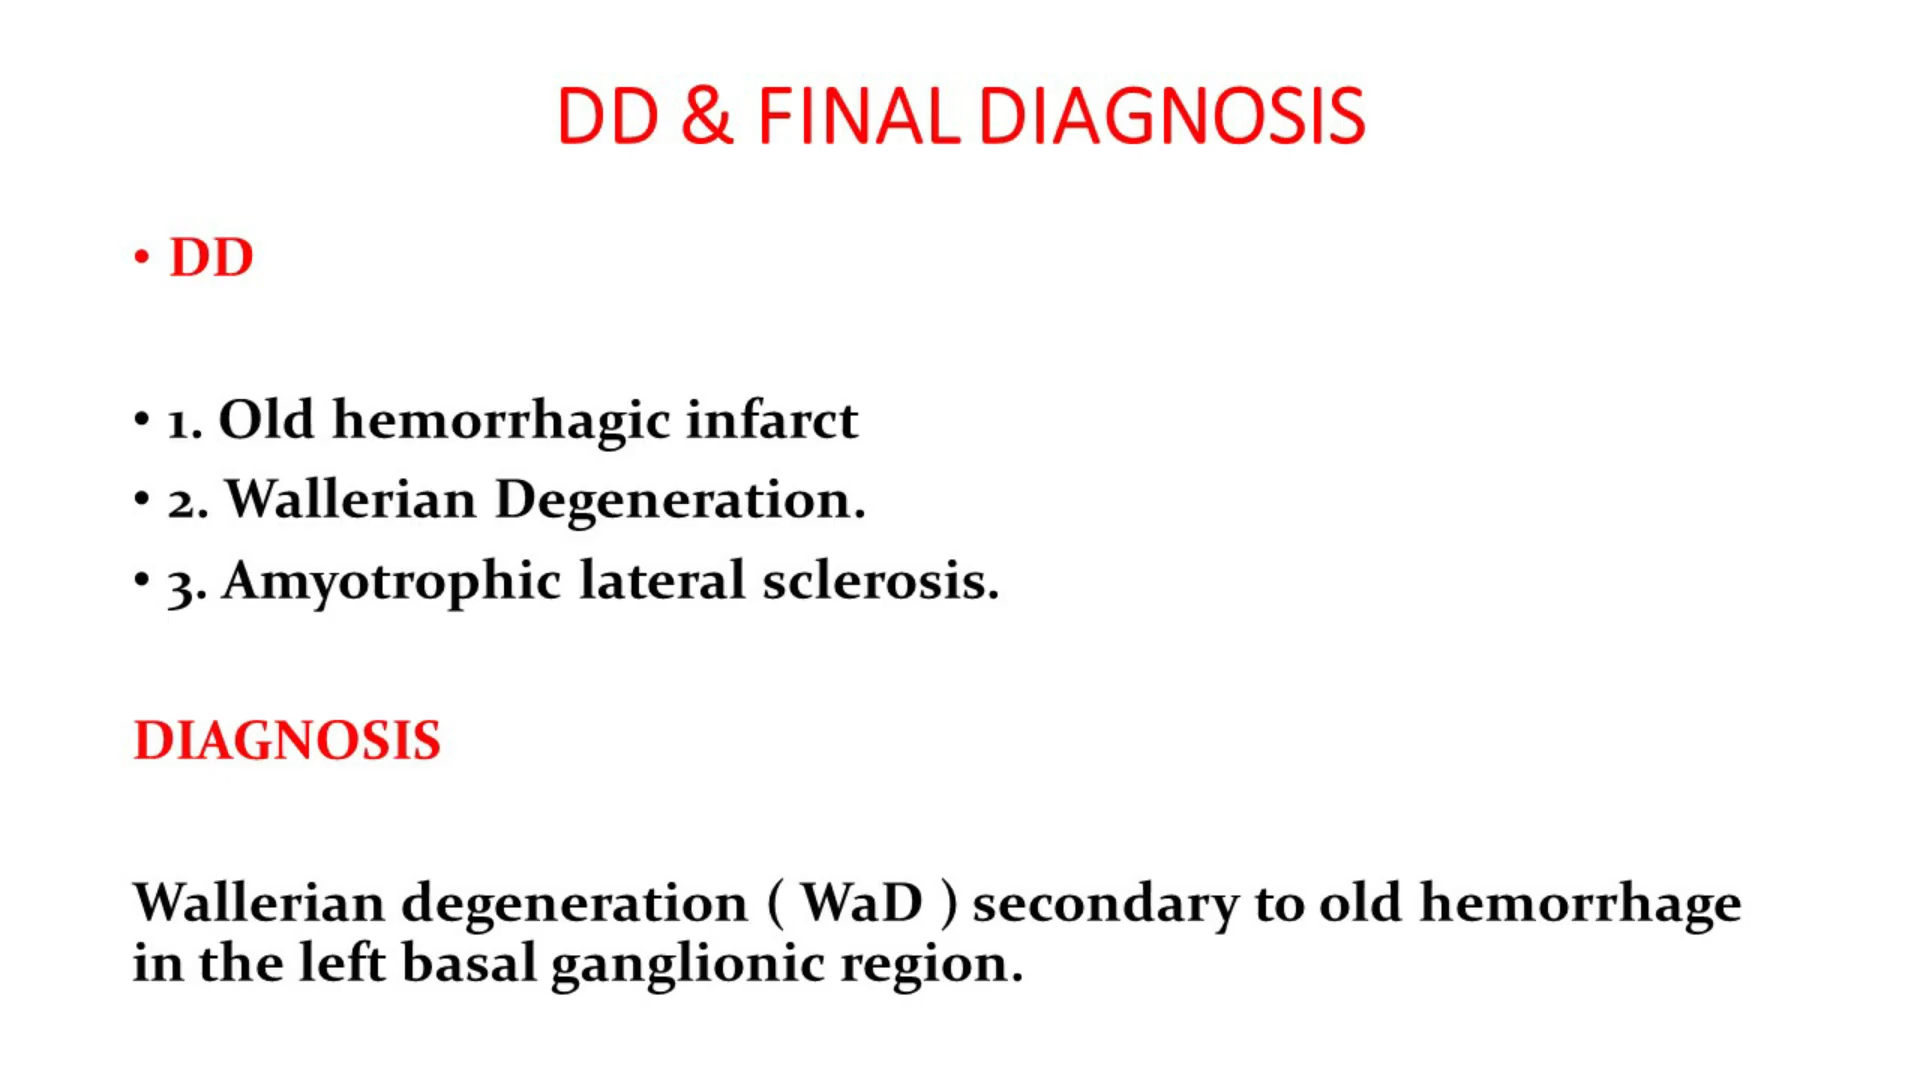 DD & FINAL DIAGNOSIS
• DD
• 1. Old hemorrhagic infarct
• 2. Wallerian Degeneration.
• 3. Amyotrophic lateral sclerosis.
DIAGNOSIS
Wallerian degeneration ( WaD ) secondary to old hemorrhage
in the left basal ganglionic region.